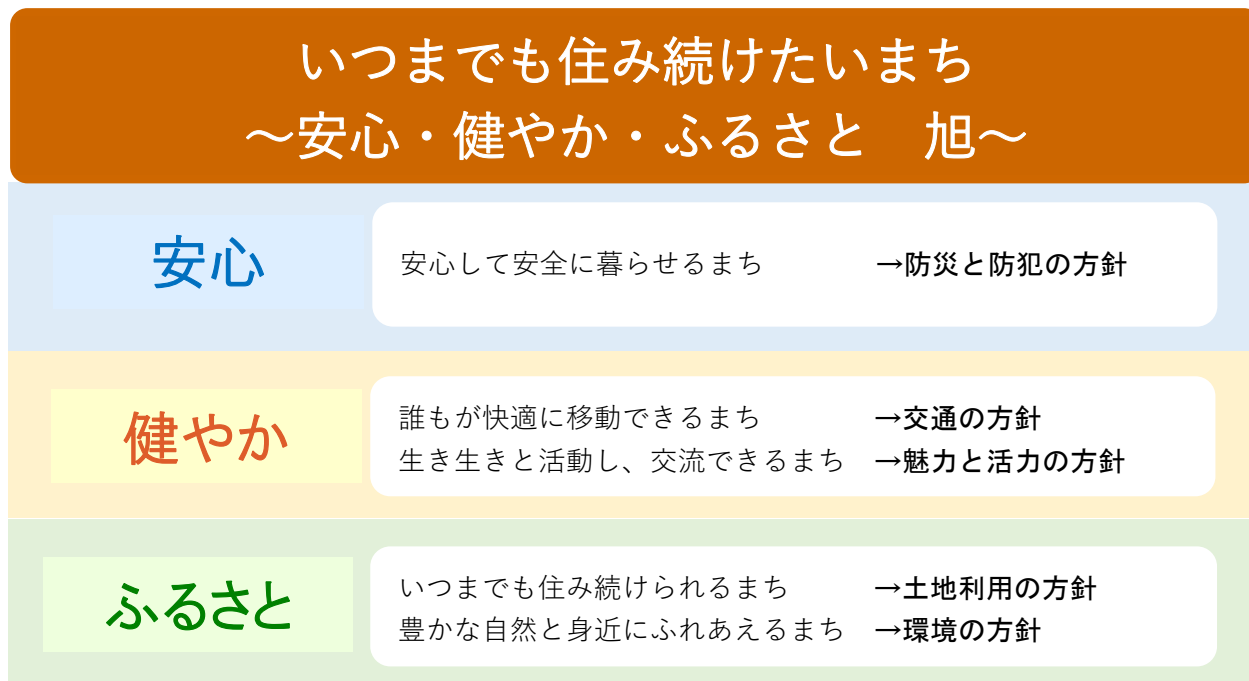 いつまでも住み続けたいまち
～安心・健やか・ふるさと　旭～
安心
安心して安全に暮らせるまち　→防災と防犯の方針
健やか
誰もが快適に移動できるまち　→交通の方針
生き生きと活動し、交流できるまち　→魅力と活力の方針
ふるさと
いつまでも住み続けられるまち　→土地利用の方針
豊かな自然と身近にふれあえるまち　→環境の方針